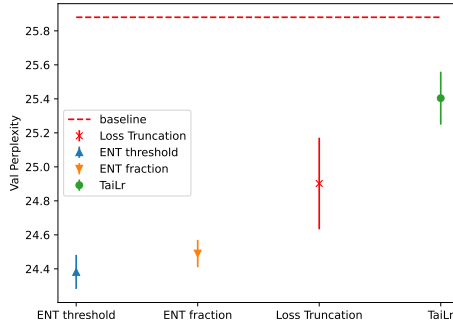 25.8
25.6
25.4
25.2
25.0
24.8
24.6
24.4
Val Perplexity
baseline
Loss Truncation
ENT threshold
ENT fraction
TaiLr
ENT threshold ENT fraction Loss Truncation TaiLr